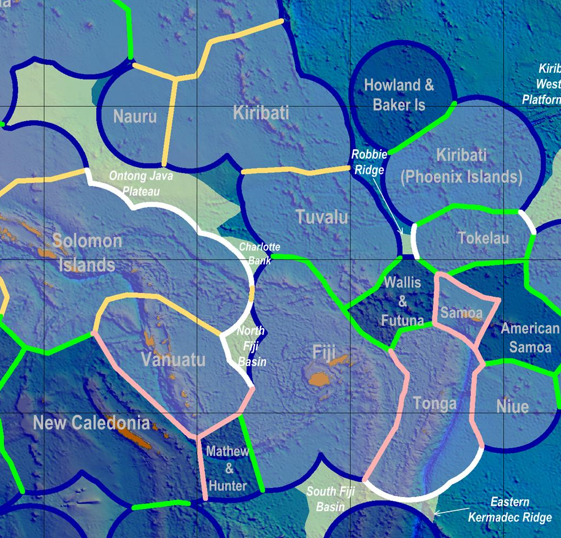 ia
Howland &
Baker Is
Kirib
West
Platform
Nauru
Kiribati
Robbie
Ridge
Kiribati
(Phoenix Islands)
Ontong Java
Plateau
Tuvalu
Tokelau
Solomon
Islands
Charlotte
Bank
Wallis
&
Futuna
Samoa
American
Samoa
North
Fiji
Basin
Vanuatu
Fiji
Tonga
Niue
New Caledonia
Mathew
&
Hunter
South Fiji
Basin
Eastern
Kermadec Ridge